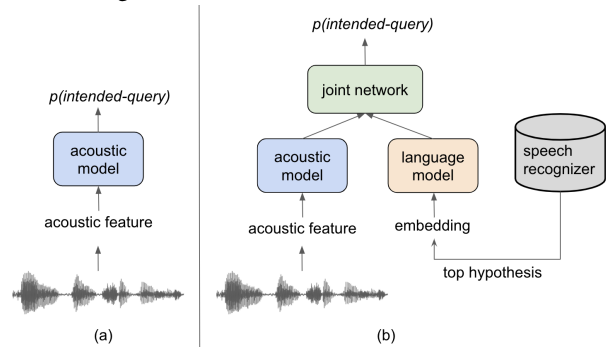 p(intended-query)
acoustic
model
acoustic feature
(a)
p(intended-query)
joint network
acoustic
model
language
model
speech
recognizer
acoustic feature
embedding
top hypothesis
(b)